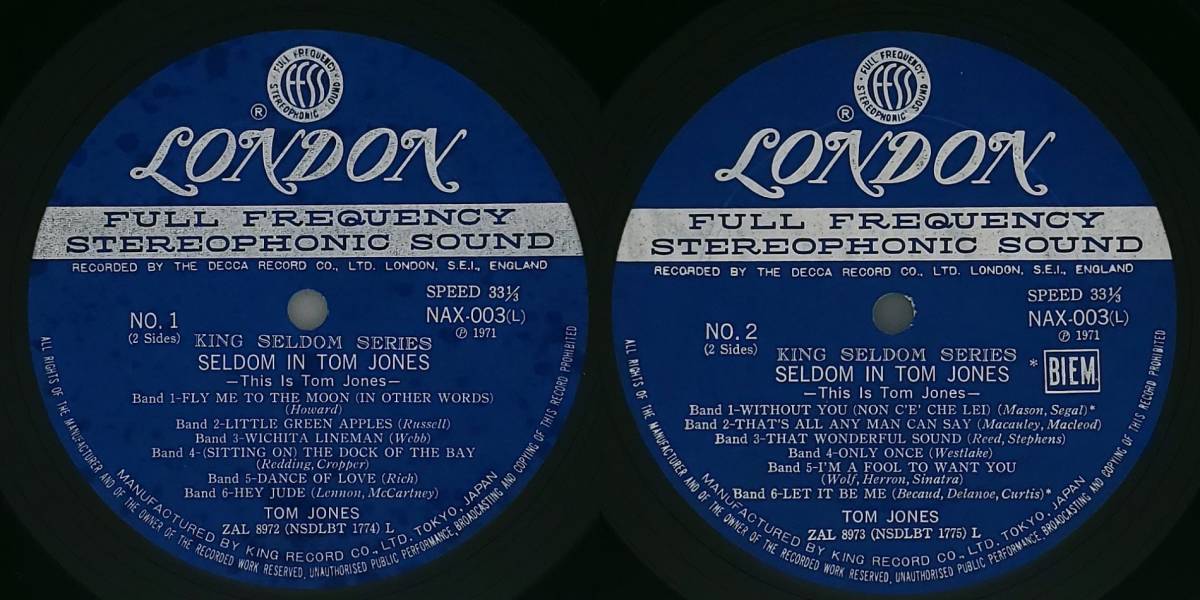 FULL FREQUENCY
FFSS
STEREOPHONIC SOUND
®
LONDON
FULL FREQUENCY
STEREOPHONIC SOUND
RECORDED BY THE DECCA RECORD CO., LTD. LONDON, S.E.I., ENGLAND
SPEED 33⅓
NO. 1
NAX-003(L)
(2 Sides)
℗ 1971
KING SELDOM SERIES
SELDOM IN TOM JONES
—This Is Tom Jones—
Band 1-FLY ME TO THE MOON (IN OTHER WORDS)
(Howard)
Band 2-LITTLE GREEN APPLES (Russell)
Band 3-WICHITA LINEMAN (Webb)
Band 4-(SITTING ON) THE DOCK OF THE BAY
(Redding, Cropper)
Band 5-DANCE OF LOVE (Rich)
Band 6-HEY JUDE (Lennon, McCartney)
TOM JONES
ZAL 8972 (NSDLBT 1774) L
MANUFACTURED BY KING RECORD CO., LTD. TOKYO, JAPAN
ALL RIGHTS OF THE MANUFACTURER AND OF THE OWNER OF THE RECORDED WORK RESERVED, UNAUTHORISED PUBLIC PERFORMANCE, BROADCASTING AND COPYING OF THIS RECORD PROHIBITED
FULL FREQUENCY
FFSS
STEREOPHONIC SOUND
®
LONDON
FULL FREQUENCY
STEREOPHONIC SOUND
RECORDED BY THE DECCA RECORD CO., LTD. LONDON, S.E.I., ENGLAND
SPEED 33⅓
NO. 2
NAX-003(L)
(2 Sides)
℗ 1971
KING SELDOM SERIES
* BIEM.
SELDOM IN TOM JONES
—This Is Tom Jones—
Band 1-WITHOUT YOU (NON C'E' CHE LEI) (Mason, Segal)*
Band 2-THAT'S ALL ANY MAN CAN SAY (Macauley, Macleod)
Band 3-THAT WONDERFUL SOUND (Reed, Stephens)
Band 4-ONLY ONCE (Westlake)
Band 5-I'M A FOOL TO WANT YOU
(Wolf, Herron, Sinatra)
Band 6-LET IT BE ME (Becaud, Delanoe, Curtis)*
TOM JONES
ZAL 8973 (NSDLBT 1775) L
MANUFACTURED BY KING RECORD CO., LTD. TOKYO, JAPAN
ALL RIGHTS OF THE MANUFACTURER AND OF THE OWNER OF THE RECORDED WORK RESERVED, UNAUTHORISED PUBLIC PERFORMANCE BROADCASTING AND COPYING OF THIS RECORD PROHIBITED